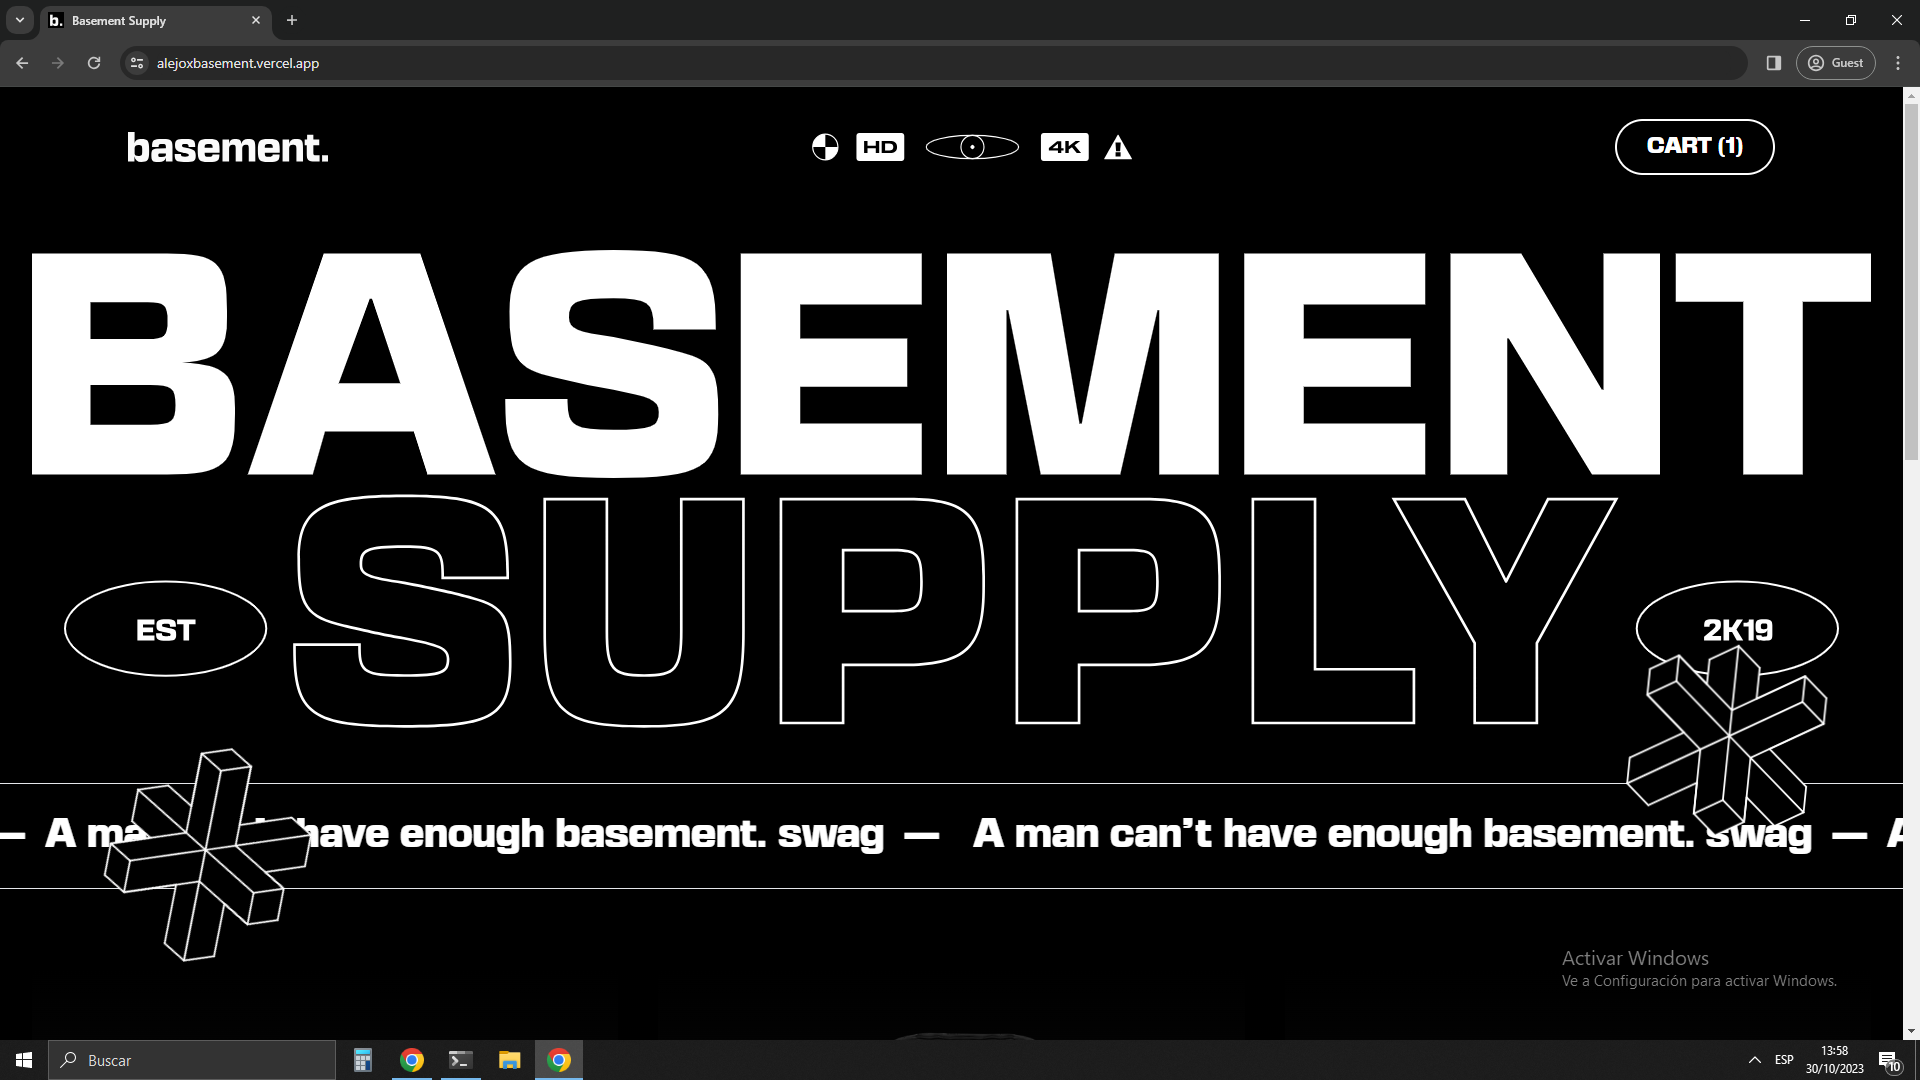 b. Basement Supply
alejoxbasement.vercel.app
Guest
basement.
HD
4K
CART (1)
BASEMENT
SUPPLY
EST
2K19
— A ma have enough basement. swag — A man can’t have enough basement. swag — A
Activar Windows
Ve a Configuración para activar Windows.
Buscar
ESP
13:58
30/10/2023
10